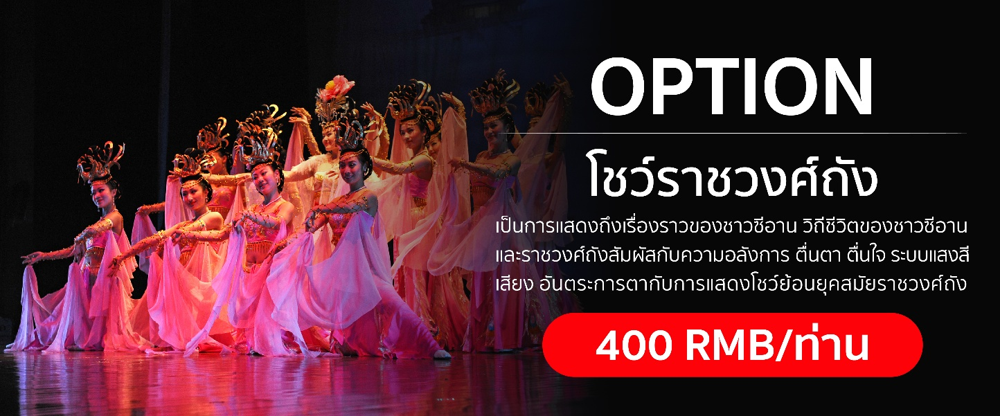 OPTION
โชว์ราชวงศ์ถัง
เป็นการแสดงถึงเรื่องราวของชาวซีอาน วิถีชีวิตของชาวซีอาน
และราชวงศ์ถังสัมผัสกับความอลังการ ตื่นตา ตื่นใจ ระบบแสงสี
เสียง อันตระการตากับการแสดงโชว์ย้อนยุคสมัยราชวงศ์ถัง
400 RMB/ท่าน